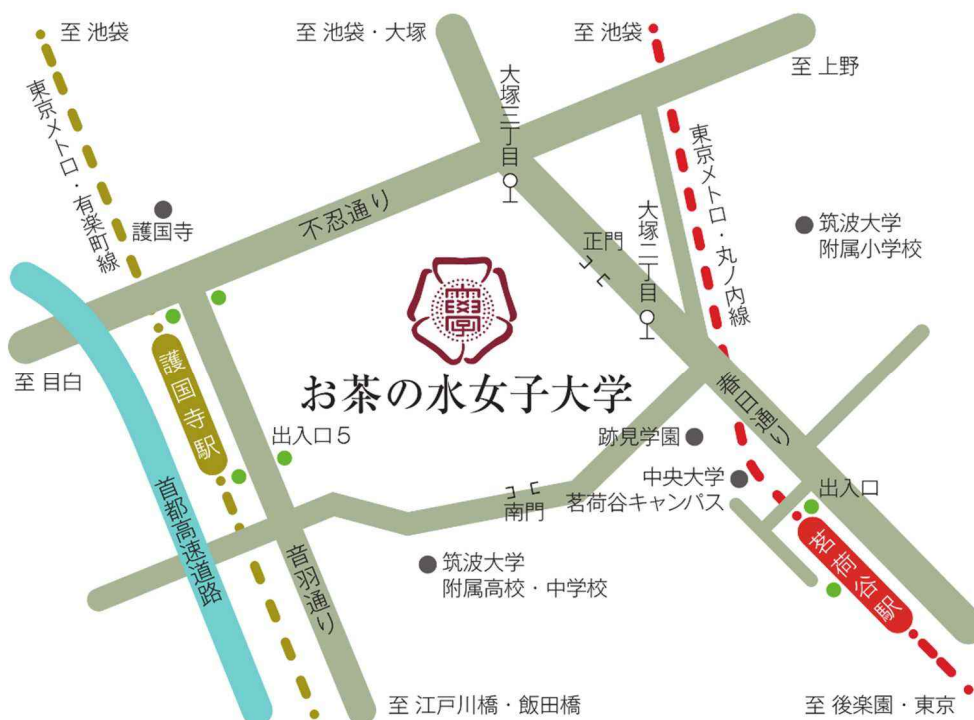 至 池袋
至 池袋・大塚
至 池袋
至 上野
東京メトロ・有楽町線
大塚三丁目
東京メトロ・丸ノ内線
護国寺
不忍通り
正門
大塚二丁目
筑波大学
附属小学校
學
至 目白
お茶の水女子大学
護国寺駅
出入口5
春日通り
跡見学園
中央大学
茗荷谷キャンパス
出入口
首都高速道路
南門
音羽通り
筑波大学
附属高校・中学校
茗荷谷駅
至 江戸川橋・飯田橋
至 後楽園・東京